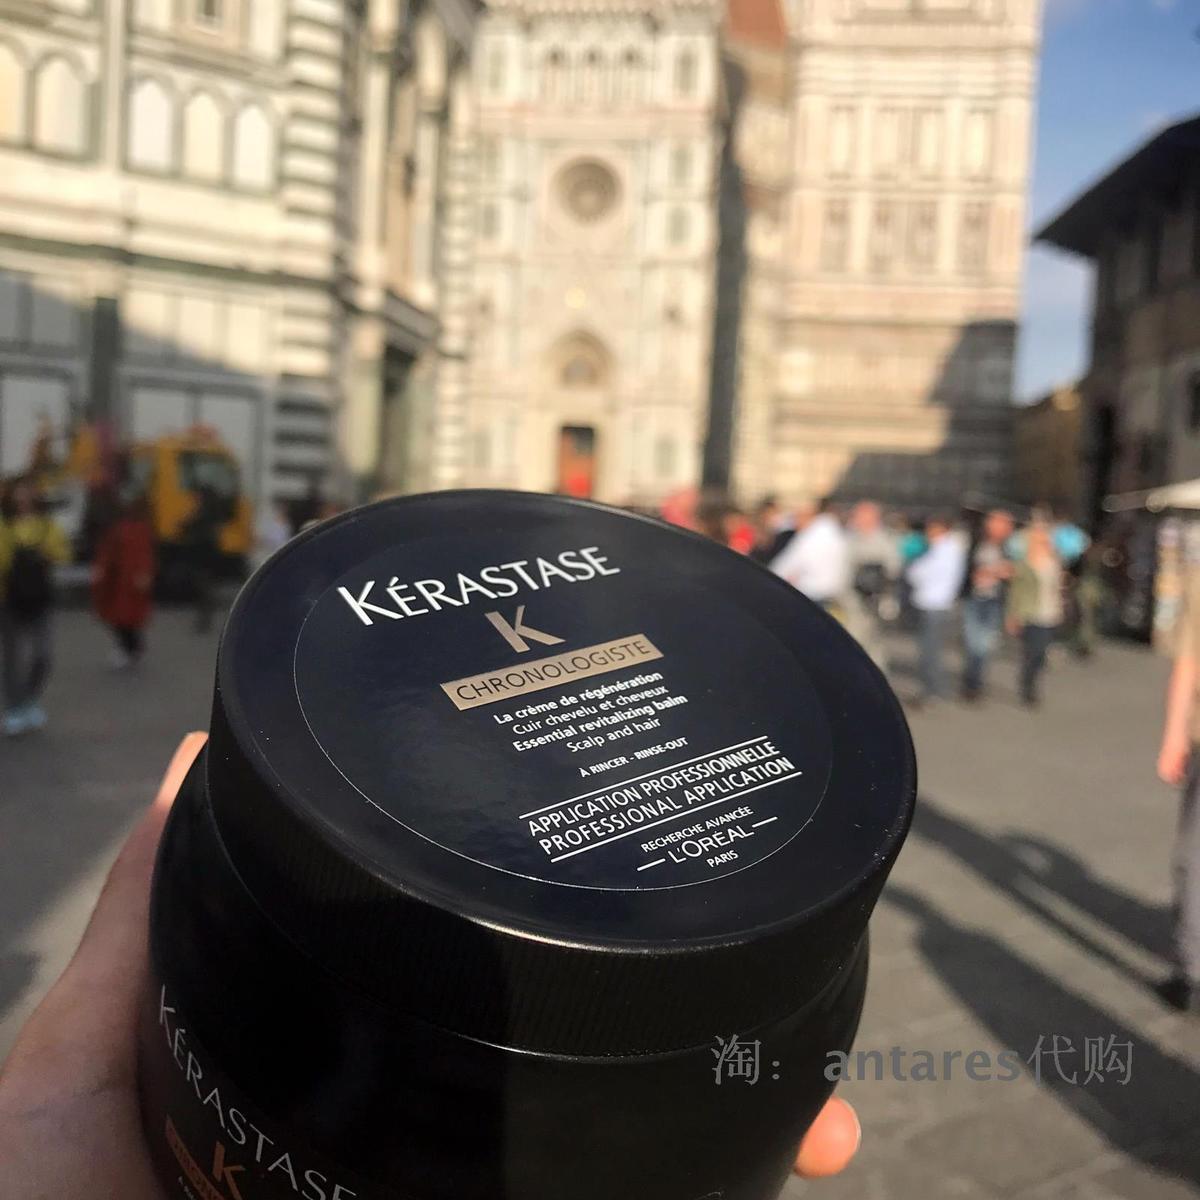 KÉRASTASE
K
CHRONOLOGISTE
La crème de régénération
Cuir chevelu et cheveux
Essential revitalizing balm
Scalp and hair
À RINCER - RINSE-OUT
APPLICATION PROFESSIONNELLE
PROFESSIONAL APPLICATION
RECHERCHE AVANCÉE
L'ORÉAL
PARIS
KÉRASTASE
K
淘：antares代购